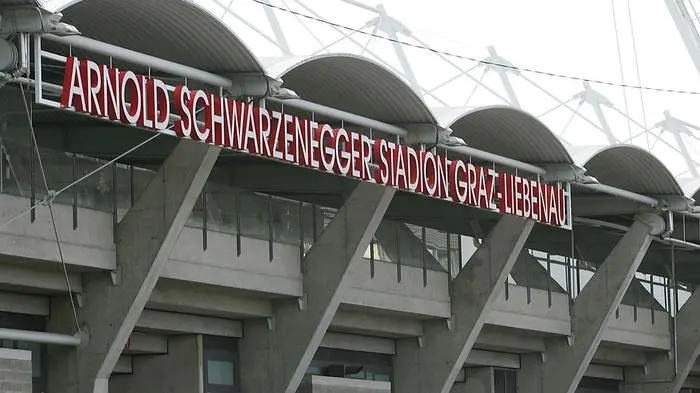 ARNOLD SCHWARZENEGGER STADION GRAZ-LIEBENAU